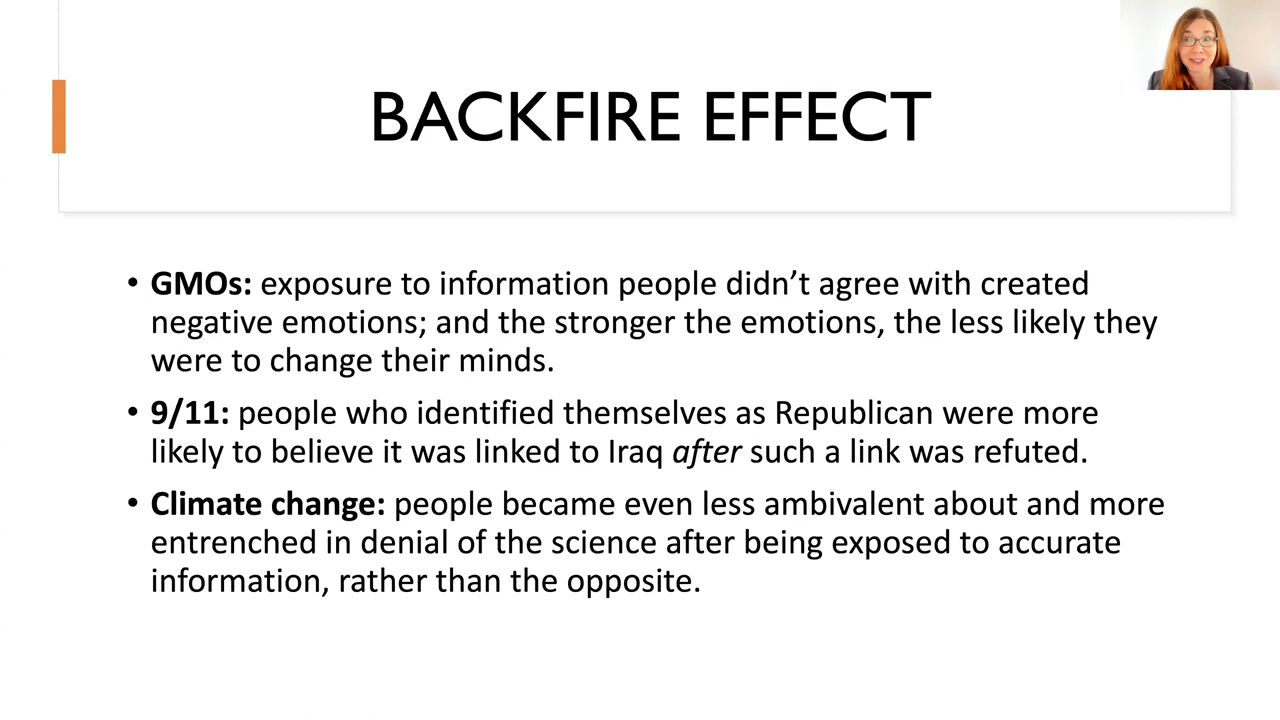 BACKFIRE EFFECT
• GMOs: exposure to information people didn’t agree with created
negative emotions; and the stronger the emotions, the less likely they
were to change their minds.
• 9/11: people who identified themselves as Republican were more
likely to believe it was linked to Iraq after such a link was refuted.
• Climate change: people became even less ambivalent about and more
entrenched in denial of the science after being exposed to accurate
information, rather than the opposite.